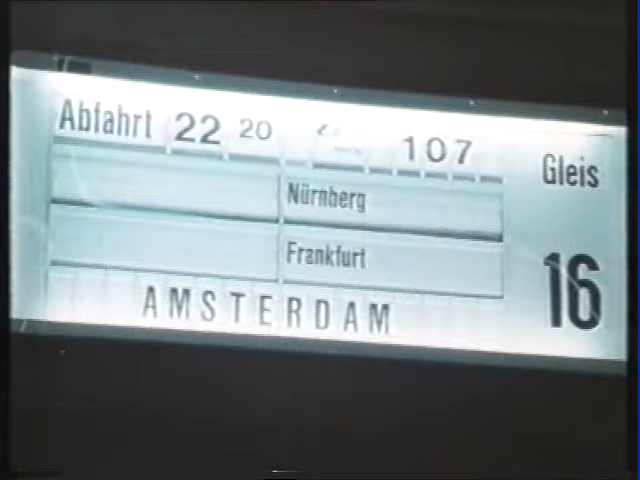 Abfahrt 22 20 107
Gleis
Nürnberg
Frankfurt
16
AMSTERDAM